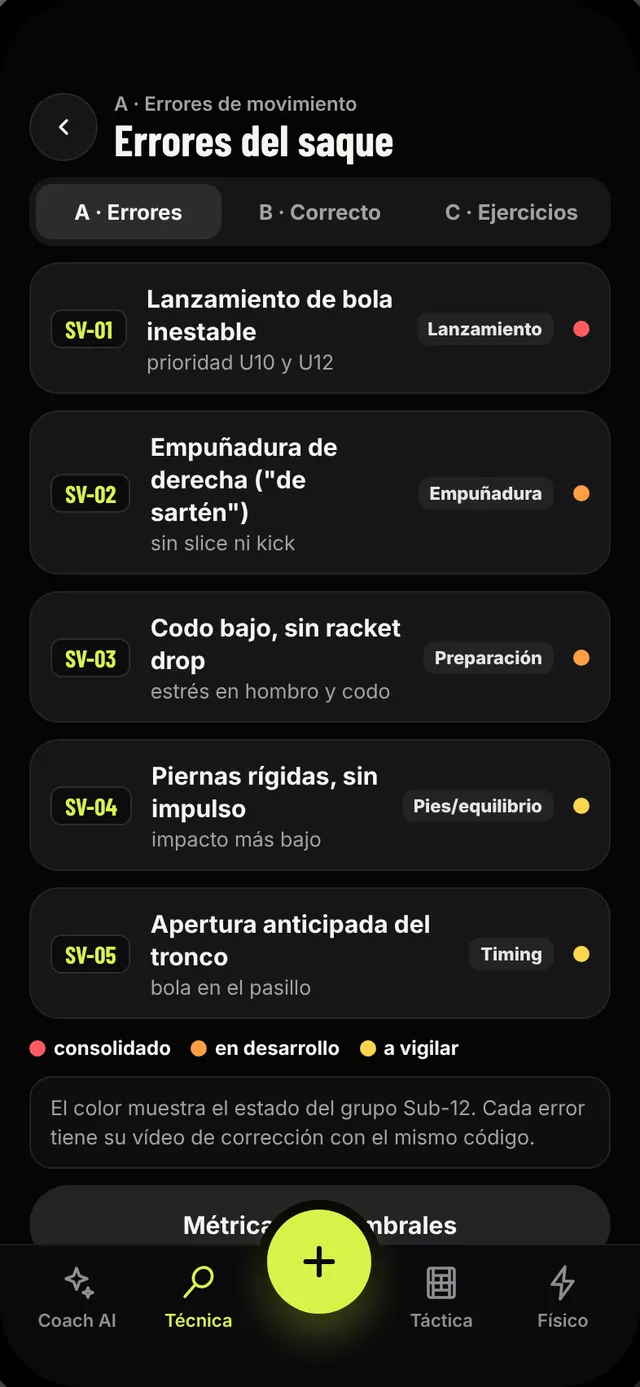 A · Errores de movimiento
Errores del saque
A · Errores
B · Correcto
C · Ejercicios
SV-01
Lanzamiento de bola
inestable
prioridad U10 y U12
Lanzamiento
SV-02
Empuñadura de
derecha ("de
sartén")
sin slice ni kick
Empuñadura
SV-03
Codo bajo, sin racket
drop
estrés en hombro y codo
Preparación
SV-04
Piernas rígidas, sin
impulso
impacto más bajo
Pies/equilibrio
SV-05
Apertura anticipada del
tronco
bola en el pasillo
Timing
consolidado
en desarrollo
a vigilar
El color muestra el estado del grupo Sub-12. Cada error
tiene su vídeo de corrección con el mismo código.
Coach AI
Técnica
+
Táctica
Físico